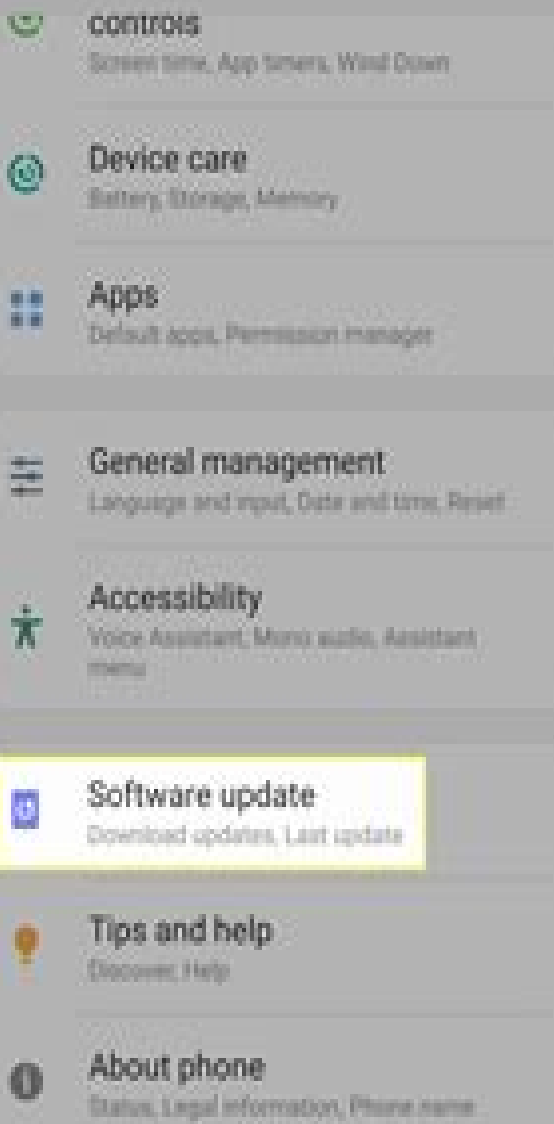 controls
Screen time, App timers, Wind Down
Device care
Battery, Storage, Memory
Apps
Default apps, Permission manager
General management
Language and input, Date and time, Reset
Accessibility
Voice Assistant, Mono audio, Assistant
menu
Software update
Download updates, Last update
Tips and help
Discover, Help
About phone
Status, Legal information, Phone name